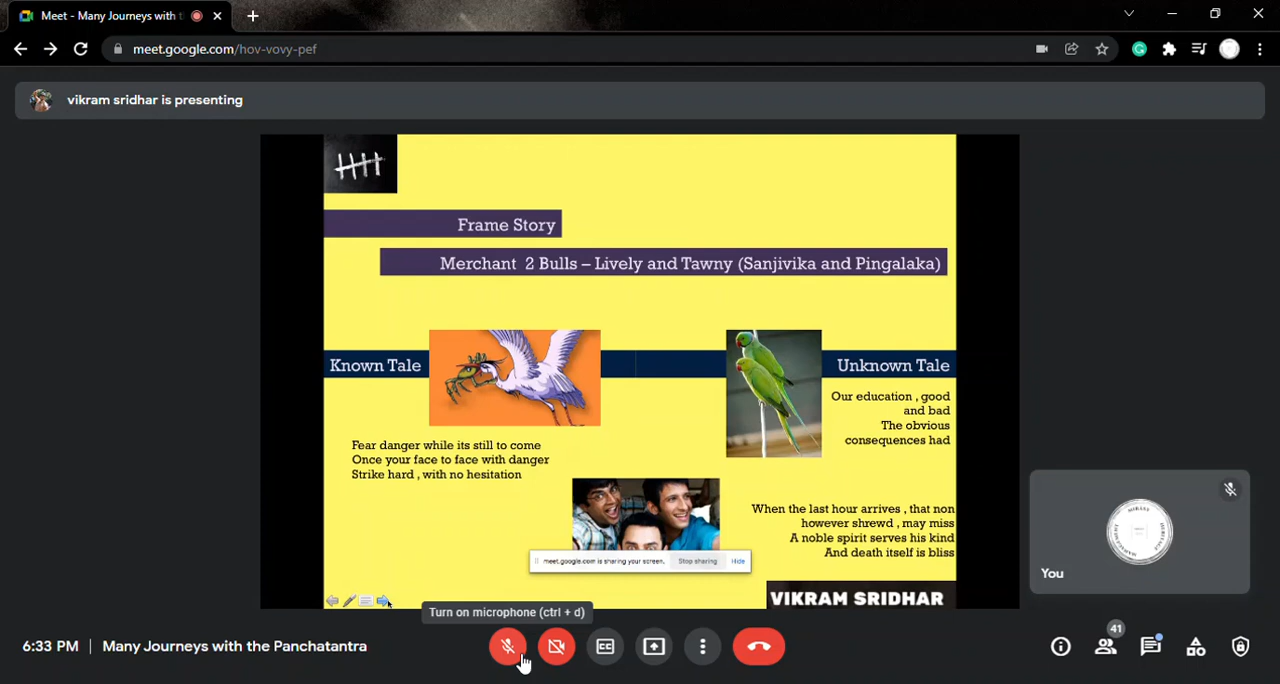 Meet - Many Journeys with t
meet.google.com/hov-vovy-pef
vikram sridhar is presenting
Frame Story
Merchant 2 Bulls – Lively and Tawny (Sanjivika and Pingalaka)
Known Tale
Unknown Tale
Our education , good
and bad
The obvious
consequences had
Fear danger while its still to come
Once your face to face with danger
Strike hard , with no hesitation
When the last hour arrives , that non
however shrewd , may miss
A noble spirit serves his kind
And death itself is bliss
meet.google.com is sharing your screen.
Stop sharing
Hide
VIKRAM SRIDHAR
You
Turn on microphone (ctrl + d)
6:33 PM | Many Journeys with the Panchatantra
CC
41